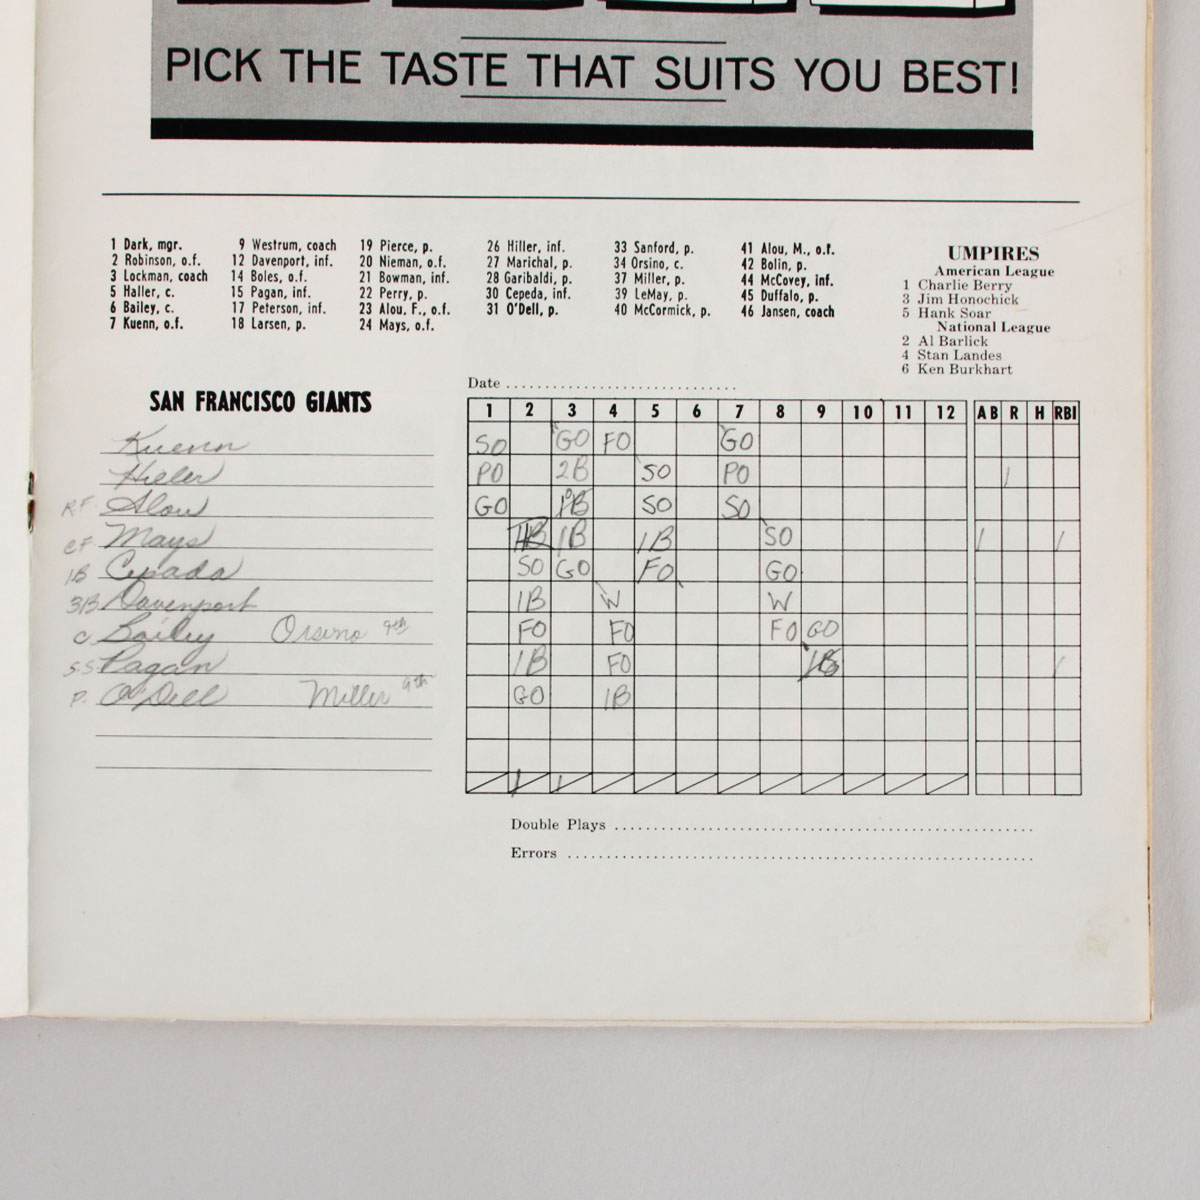 PICK THE TASTE THAT SUITS YOU BEST!
1 Dark, mgr.
2 Robinson, o.f.
3 Lockman, coach
5 Haller, c.
6 Bailey, c.
7 Kuenn, o.f.
9 Westrum, coach
12 Davenport, inf.
14 Boles, o.f.
15 Pagan, inf.
17 Peterson, inf.
18 Larsen, p.
19 Pierce, p.
20 Nieman, o.f.
21 Bowman, inf.
22 Perry, p.
23 Alou, F., o.f.
24 Mays, o.f.
26 Hiller, inf.
27 Marichal, p.
28 Garibaldi, p.
30 Cepeda, inf.
31 O'Dell, p.
33 Sanford, p.
34 Orsino, c.
37 Miller, p.
39 LeMay, p.
40 McCormick, p.
41 Alou, M., o.f.
42 Bolin, p.
44 McCovey, inf.
45 Duffalo, p.
46 Jansen, coach
UMPIRES
American League
1 Charlie Berry
3 Jim Honochick
5 Hank Soar
National League
2 Al Barlick
4 Stan Landes
6 Ken Burkhart
Date
SAN FRANCISCO GIANTS
1 2 3 4 5 6 7 8 9 10 11 12 AB R H RBI
Kuenn SO GO FO GO
Hiller PO 2B SO PO
RF Alou GO SO SO
CF Mays 1B 1B SO
1B Cepada SO GO FO GO
3B Davenport 1B W W
C Bailey Orsino 9th FO FO FO GO
S.S Pagan 1B FO
P. O'Dell Miller 9th GO 1B
Double Plays
Errors